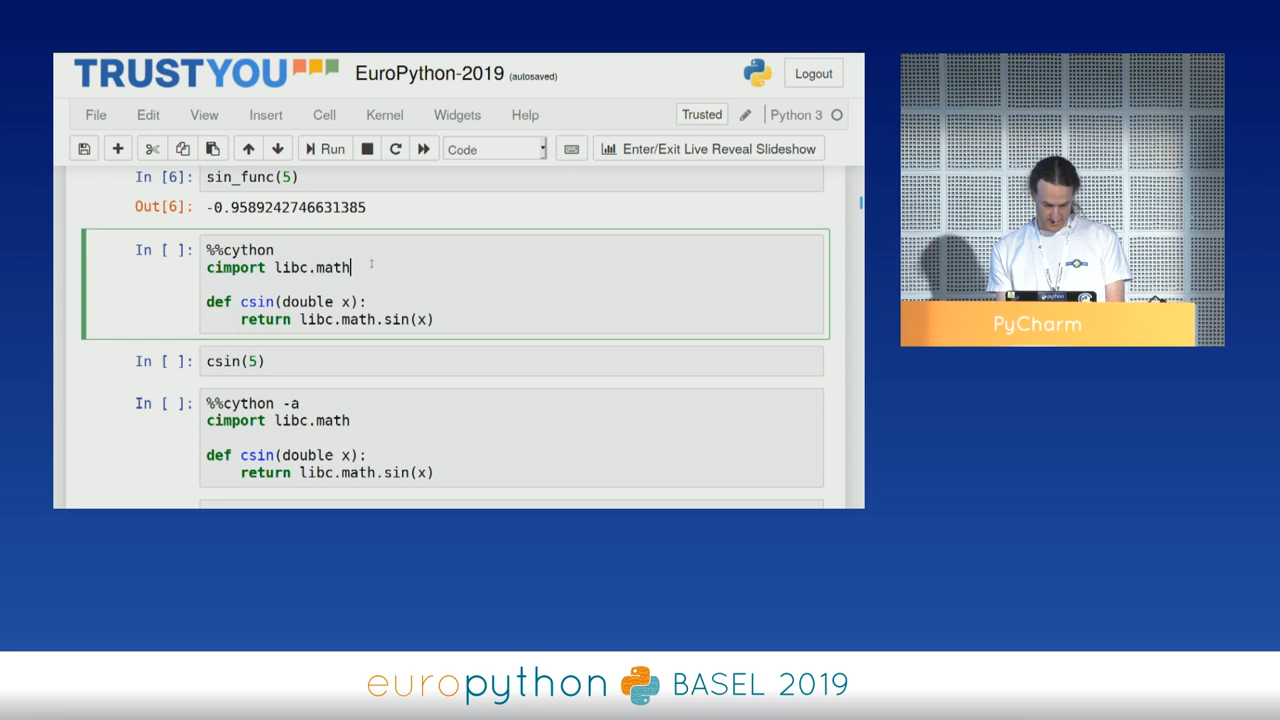 TRUSTYOU EuroPython-2019 (autosaved) Logout
File Edit View Insert Cell Kernel Widgets Help Trusted Python 3
Run Code Enter/Exit Live Reveal Slideshow
In [6]: sin_func(5)
Out[6]: -0.9589242746631385
In [ ]: %%cython
cimport libc.math
def csin(double x):
return libc.math.sin(x)
In [ ]: csin(5)
In [ ]: %%cython -a
cimport libc.math
def csin(double x):
return libc.math.sin(x)
python
PyCharm
europython BASEL 2019